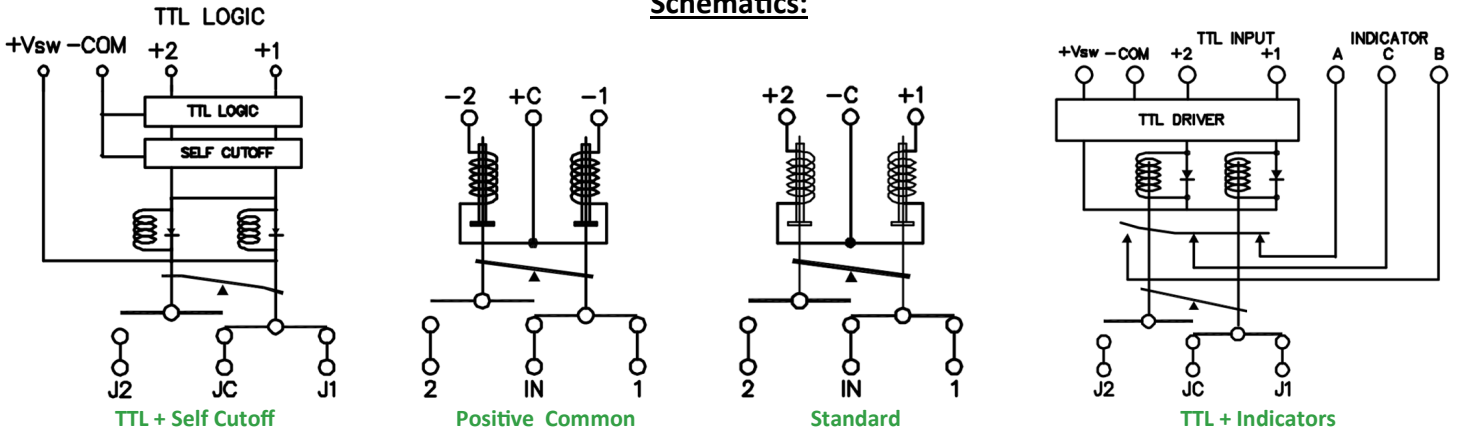 Schematics:
TTL LOGIC
+Vsw -COM +2 +1
TTL LOGIC
SELF CUTOFF
J2 JC J1
TTL + Self Cutoff
-2 +C -1
2 IN 1
Positive Common
+2 -C +1
2 IN 1
Standard
TTL INPUT INDICATOR
+Vsw -COM +2 +1 A C B
TTL DRIVER
J2 JC J1
TTL + Indicators